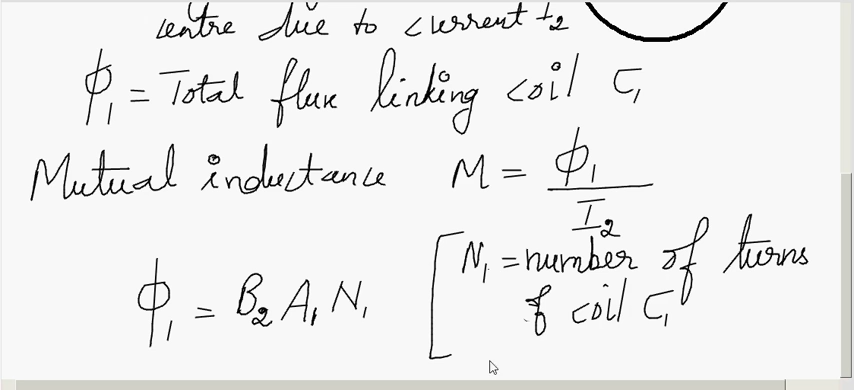 centre due to current I₂
ϕ₁ = Total flux linking coil C₁
Mutual inductance M = ϕ₁ / I₂
ϕ₁ = B₂ A₁ N₁ [ N₁ = number of turns
of coil C₁